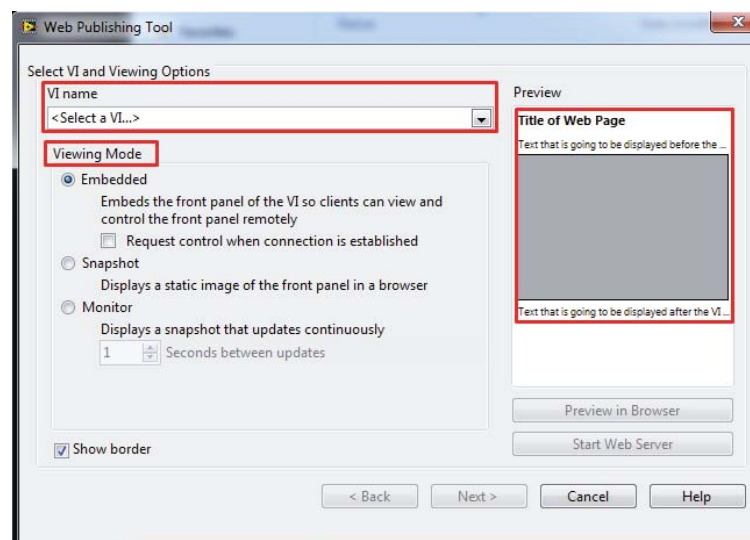 Web Publishing Tool
Select VI and Viewing Options
VI name
<Select a VI...>
Viewing Mode
Embedded
Embeds the front panel of the VI so clients can view and
control the front panel remotely
Request control when connection is established
Snapshot
Displays a static image of the front panel in a browser
Monitor
Displays a snapshot that updates continuously
1 Seconds between updates
Show border
Preview
Title of Web Page
Text that is going to be displayed before the ...
Text that is going to be displayed after the VI ...
Preview in Browser
Start Web Server
< Back Next > Cancel Help